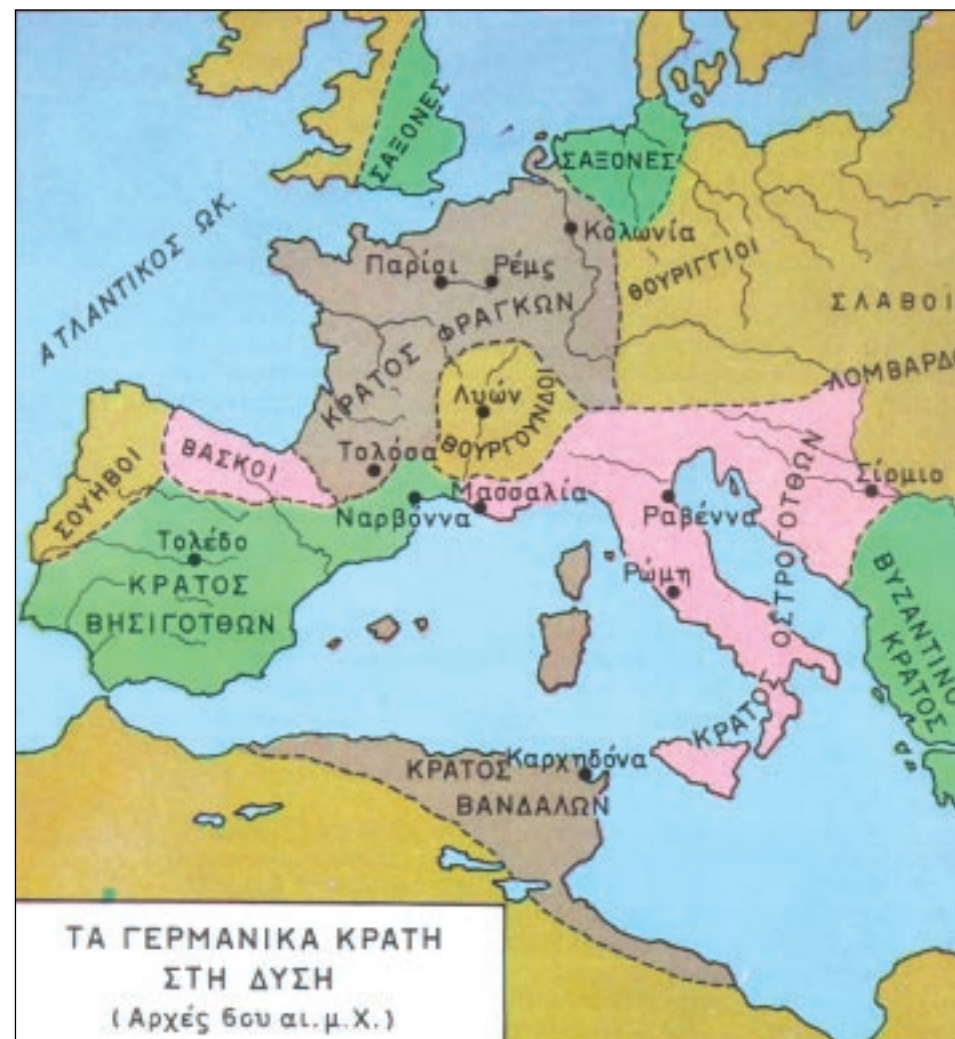 ΣΑΞΟΝΕΣ
ΣΑΞΟΝΕΣ
ΑΤΛΑΝΤΙΚΟΣ ΩΚ.
Κολωνία
Παρίσι
Ρέμς
ΘΟΥΡΙΓΓΙΟΙ
ΣΛΑΒΟΙ
ΚΡΑΤΟΣ ΦΡΑΓΚΩΝ
ΛΟΜΒΑΡΔΟ
Λυών
ΒΟΥΡΓΟΥΝΔΟΙ
ΣΟΥΗΒΟΙ
ΒΑΣΚΟΙ
Τολόσα
Ναρβόννα
Μασσαλία
Ραβέννα
Σίρμιο
Τολέδο
ΚΡΑΤΟΣ
ΒΗΣΙΓΟΤΘΩΝ
Ρώμη
ΚΡΑΤΟΣ ΟΣΤΡΟΓΟΤΘΩΝ
ΒΥΖΑΝΤΙΝΟ
ΚΡΑΤΟΣ
ΚΡΑΤΟΣ
ΒΑΝΔΑΛΩΝ
Καρχηδόνα
ΤΑ ΓΕΡΜΑΝΙΚΑ ΚΡΑΤΗ
ΣΤΗ ΔΥΣΗ
(Αρχές 6ου αι. μ.Χ.)